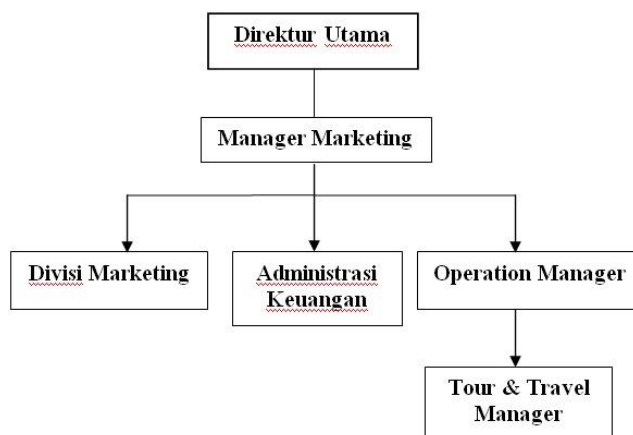 Direktur Utama
Manager Marketing
Divisi Marketing
Administrasi
Keuangan
Operation Manager
Tour & Travel
Manager